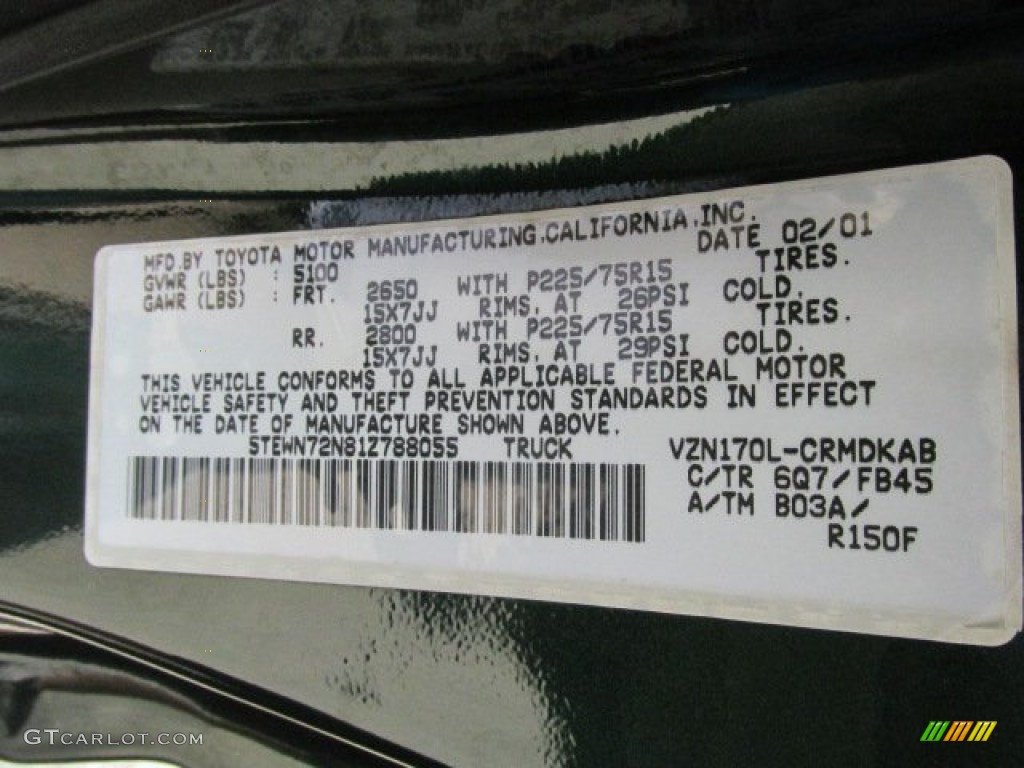 MFD.BY TOYOTA MOTOR MANUFACTURING,CALIFORNIA,INC.
GVWR (LBS) : 5100 DATE 02/01
GAWR (LBS) : FRT. 2650 WITH P225/75R15 TIRES.
15X7JJ RIMS, AT 26PSI COLD.
RR. 2800 WITH P225/75R15 TIRES.
15X7JJ RIMS, AT 29PSI COLD.
THIS VEHICLE CONFORMS TO ALL APPLICABLE FEDERAL MOTOR
VEHICLE SAFETY AND THEFT PREVENTION STANDARDS IN EFFECT
ON THE DATE OF MANUFACTURE SHOWN ABOVE.
5TEWN72N81Z788055 TRUCK VZN170L-CRMDKAB
C/TR 6Q7/FB45
A/TM B03A/
R150F
GTCARLOT.COM